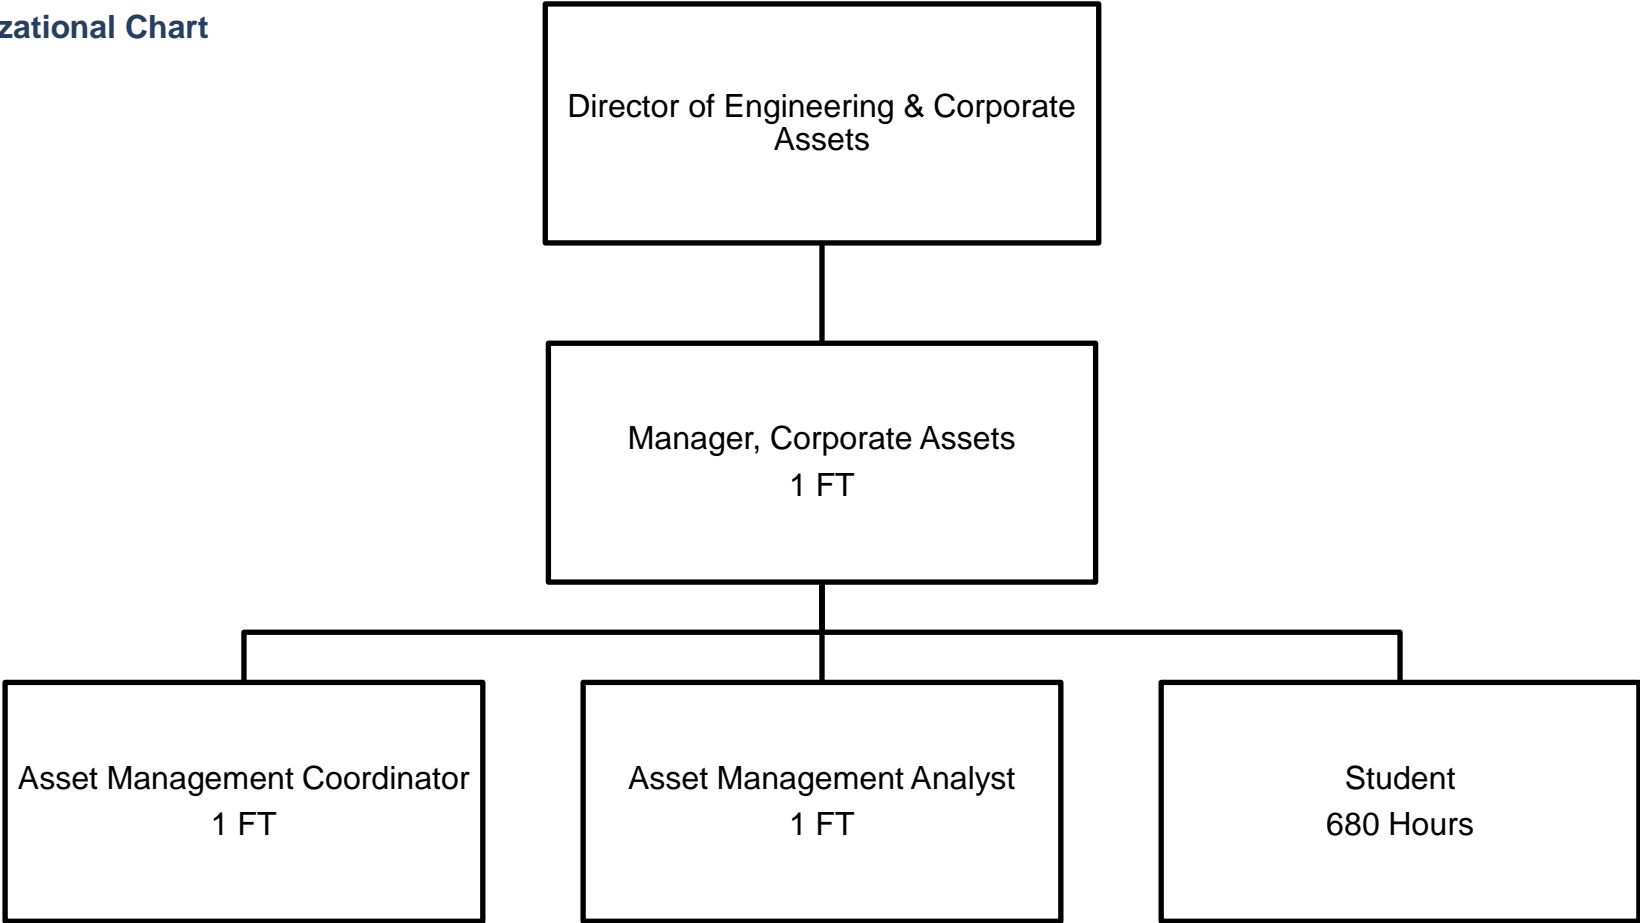 zational Chart
Director of Engineering & Corporate
Assets
Manager, Corporate Assets
1 FT
Asset Management Coordinator
1 FT
Asset Management Analyst
1 FT
Student
680 Hours